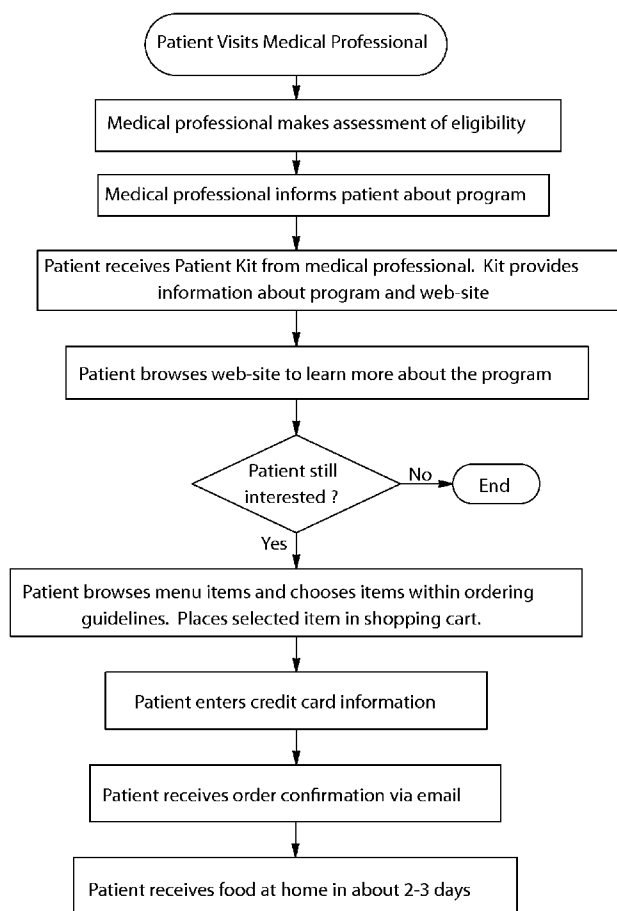 Patient Visits Medical Professional
Medical professional makes assessment of eligibility
Medical professional informs patient about program
Patient receives Patient Kit from medical professional. Kit provides
information about program and web-site
Patient browses web-site to learn more about the program
Patient still
interested ?
No
End
Yes
Patient browses menu items and chooses items within ordering
guidelines. Places selected item in shopping cart.
Patient enters credit card information
Patient receives order confirmation via email
Patient receives food at home in about 2-3 days